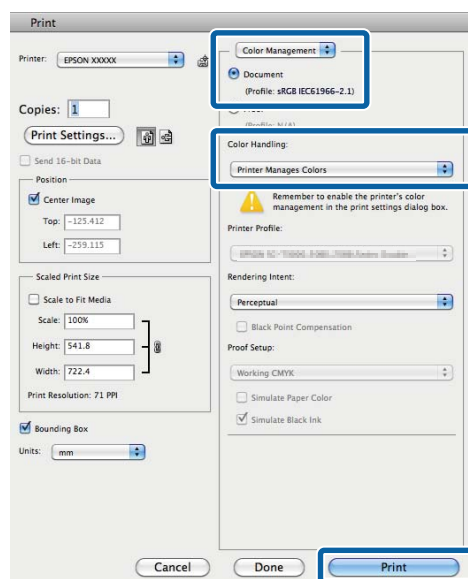 Print
Printer: EPSON XXXXX
Copies: 1
Print Settings...
Send 16-bit Data
Position
Center Image
Top: -125.412
Left: -259.115
Scaled Print Size
Scale to Fit Media
Scale: 100%
Height: 541.8
Width: 722.4
Print Resolution: 71 PPI
Bounding Box
Units: mm
Color Management
Document
(Profile: sRGB IEC61966-2.1)
(Profile: N/A)
Color Handling:
Printer Manages Colors
Remember to enable the printer's color
management in the print settings dialog box.
Printer Profile:
Rendering Intent:
Perceptual
Black Point Compensation
Proof Setup:
Working CMYK
Simulate Paper Color
Simulate Black Ink
Cancel
Done
Print